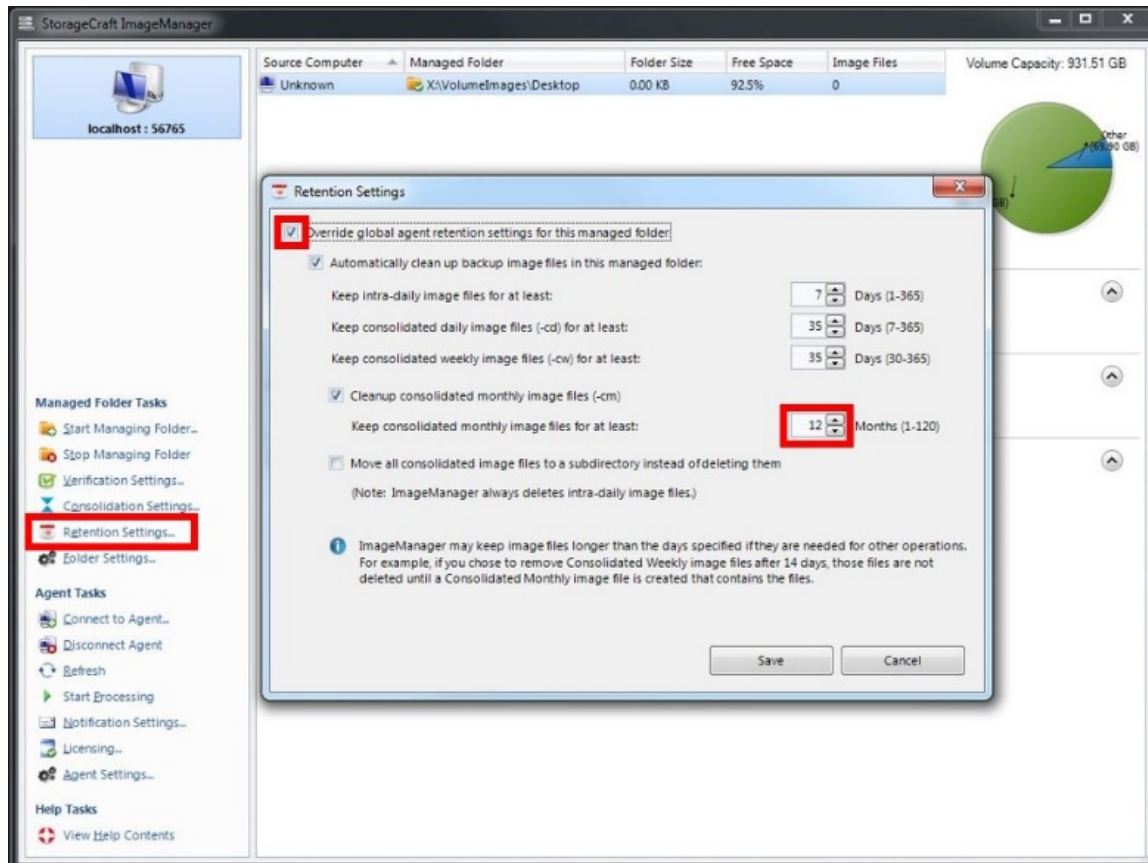 StorageCraft ImageManager
localhost : 56765
Source Computer Managed Folder Folder Size Free Space Image Files
Unknown X:\VolumeImages\Desktop 0.00 KB 92.5% 0
Volume Capacity: 931.51 GB
Other
(69.90 GB)
GB)
Retention Settings
Override global agent retention settings for this managed folder
Automatically clean up backup image files in this managed folder:
Keep intra-daily image files for at least: 7 Days (1-365)
Keep consolidated daily image files (-cd) for at least: 35 Days (7-365)
Keep consolidated weekly image files (-cw) for at least: 35 Days (30-365)
Cleanup consolidated monthly image files (-cm)
Keep consolidated monthly image files for at least: 12 Months (1-120)
Move all consolidated image files to a subdirectory instead of deleting them
(Note: ImageManager always deletes intra-daily image files.)
ImageManager may keep image files longer than the days specified if they are needed for other operations.
For example, if you chose to remove Consolidated Weekly image files after 14 days, those files are not
deleted until a Consolidated Monthly image file is created that contains the files.
Save Cancel
Managed Folder Tasks
Start Managing Folder...
Stop Managing Folder
Verification Settings...
Consolidation Settings...
Retention Settings...
Folder Settings...
Agent Tasks
Connect to Agent...
Disconnect Agent
Refresh
Start Processing
Notification Settings...
Licensing...
Agent Settings...
Help Tasks
View Help Contents